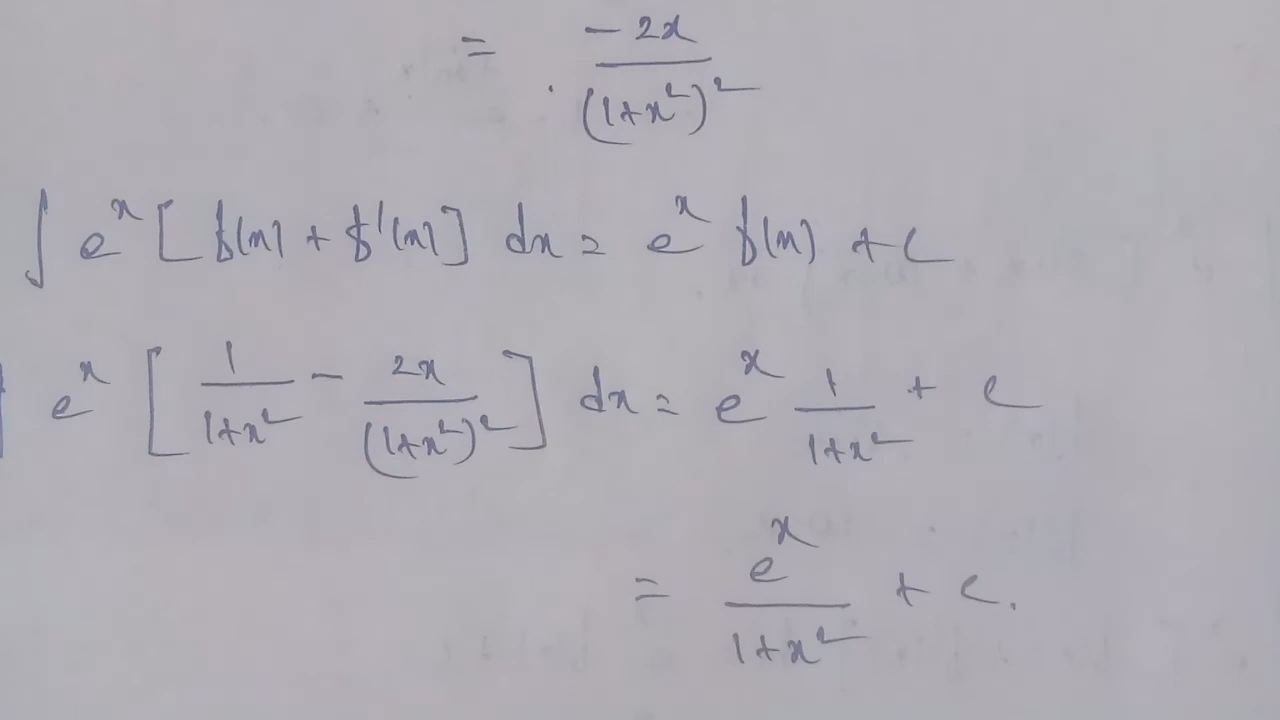 = -2x / (1+x²)²
∫ eˣ [f(x) + f'(x)] dx = eˣ f(x) + c
∫ eˣ [1/(1+x²) - 2x/(1+x²)²] dx = eˣ 1/(1+x²) + c
= eˣ/(1+x²) + c.